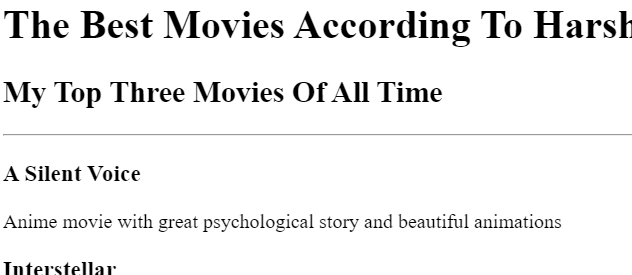 The Best Movies According To Harsh
My Top Three Movies Of All Time
A Silent Voice
Anime movie with great psychological story and beautiful animations
Interstellar